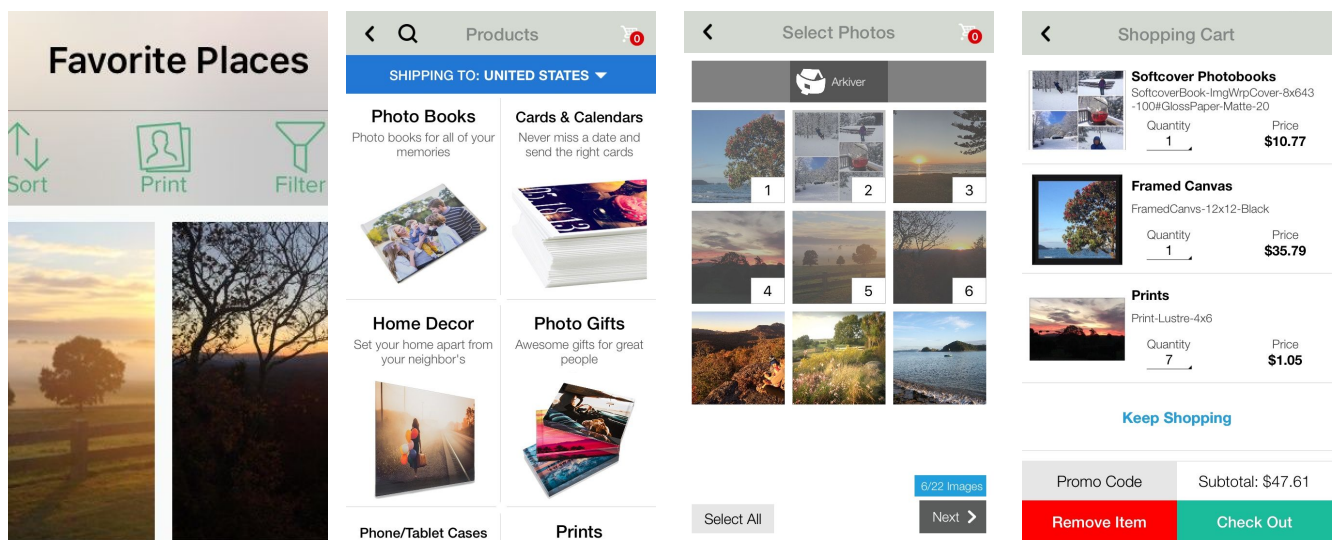 Favorite Places
Sort
Print
Filter
Products
0
SHIPPING TO: UNITED STATES
Photo Books
Photo books for all of your
memories
Cards & Calendars
Never miss a date and
send the right cards
Home Decor
Set your home apart from
your neighbor's
Photo Gifts
Awesome gifts for great
people
Phone/Tablet Cases
Prints
Select Photos
0
Arkiver
1
2
3
4
5
6
6/22 Images
Select All
Next
Shopping Cart
Softcover Photobooks
SoftcoverBook-ImgWrpCover-8x643
-100#GlossPaper-Matte-20
Quantity
Price
1
$10.77
Framed Canvas
FramedCanvs-12x12-Black
Quantity
Price
1
$35.79
Prints
Print-Lustre-4x6
Quantity
Price
7
$1.05
Keep Shopping
Promo Code
Subtotal: $47.61
Remove Item
Check Out